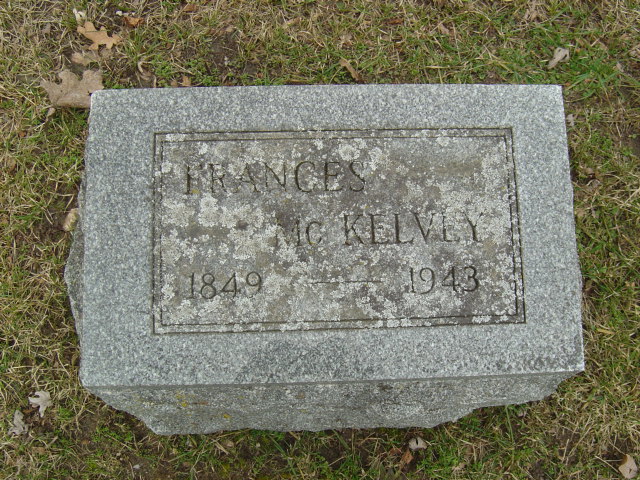 FRANCES
Mc KELVEY
1849 — 1943